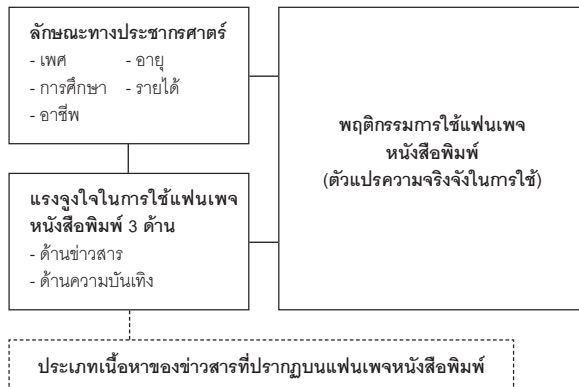 ลักษณะทางประชากรศาตร์
- เพศ - อายุ
- การศึกษา - รายได้
- อาชีพ
แรงจูงใจในการใช้แฟนเพจ
หนังสือพิมพ์ 3 ด้าน
- ด้านข่าวสาร
- ด้านความบันเทิง
พฤติกรรมการใช้แฟนเพจ
หนังสือพิมพ์
(ตัวแปรความจริงจังในการใช้)
ประเภทเนื้อหาของข่าวสารที่ปรากฏบนแฟนเพจหนังสือพิมพ์